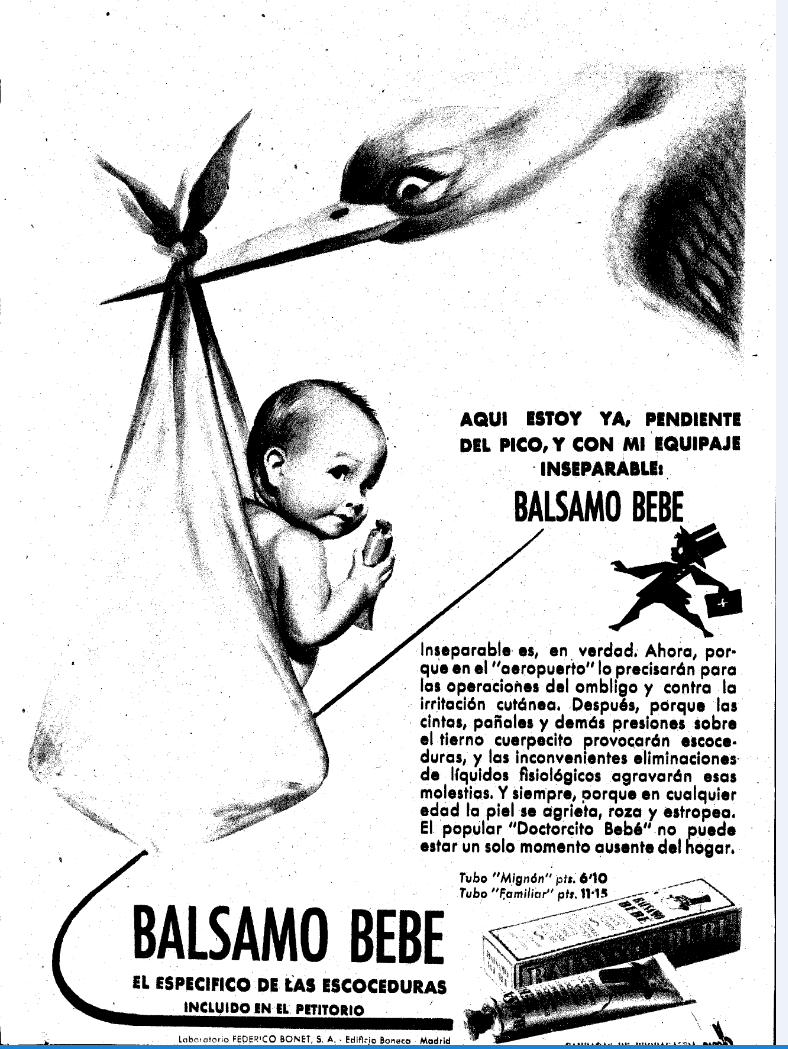 AQUI ESTOY YA, PENDIENTE
DEL PICO, Y CON MI EQUIPAJE
INSEPARABLE:
BALSAMO BEBE
Inseparable es, en verdad. Ahora, por-
que en el "aeropuerto" lo precisarán para
las operaciones del ombligo y contra la
irritación cutánea. Después, porque las
cintas, pañales y demás presiones sobre
el tierno cuerpecito provocarán escoce-
duras, y las inconvenientes eliminaciones
de líquidos fisiológicos agravarán esas
molestias. Y siempre, porque en cualquier
edad la piel se agrieta, roza y estropea.
El popular "Doctorcito Bebé" no puede
estar un solo momento ausente del hogar.
Tubo "Mignón" pts. 6'10
Tubo "Familiar" pts. 11'15
BALSAMO BEBE
EL ESPECIFICO DE LAS ESCOCEDURAS
INCLUIDO EN EL PETITORIO
Laboratorio FEDERICO BONET, S. A. - Edificio Boneco - Madrid
BALSAMO
BEBE
BALSAMO BEBE